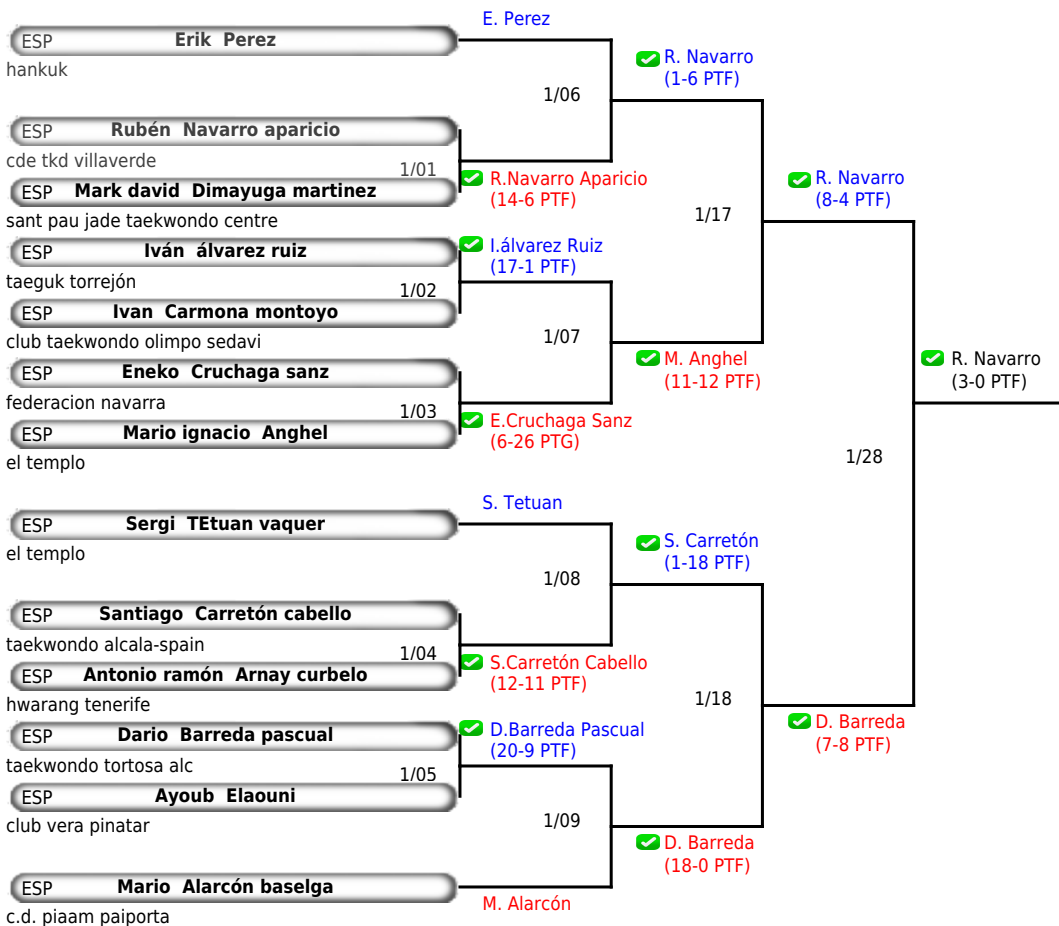 E. Perez
ESP Erik Perez
hankuk
R. Navarro
(1-6 PTF)
1/06
ESP Rubén Navarro aparicio
cde tkd villaverde
1/01
R.Navarro Aparicio
(14-6 PTF)
ESP Mark david Dimayuga martinez
sant pau jade taekwondo centre
R. Navarro
(8-4 PTF)
1/17
ESP Iván álvarez ruiz
I.álvarez Ruiz
(17-1 PTF)
taeguk torrejón
1/02
ESP Ivan Carmona montoyo
club taekwondo olimpo sedavi
1/07
M. Anghel
(11-12 PTF)
ESP Eneko Cruchaga sanz
federacion navarra
1/03
E.Cruchaga Sanz
(6-26 PTG)
ESP Mario ignacio Anghel
el templo
R. Navarro
(3-0 PTF)
1/28
S. Tetuan
ESP Sergi TEtuan vaquer
el templo
S. Carretón
(1-18 PTF)
1/08
ESP Santiago Carretón cabello
taekwondo alcala-spain
1/04
S.Carretón Cabello
(12-11 PTF)
ESP Antonio ramón Arnay curbelo
hwarang tenerife
1/18
D. Barreda
(7-8 PTF)
ESP Dario Barreda pascual
D.Barreda Pascual
(20-9 PTF)
taekwondo tortosa alc
1/05
ESP Ayoub Elaouni
club vera pinatar
1/09
D. Barreda
(18-0 PTF)
ESP Mario Alarcón baselga
M. Alarcón
c.d. piaam paiporta